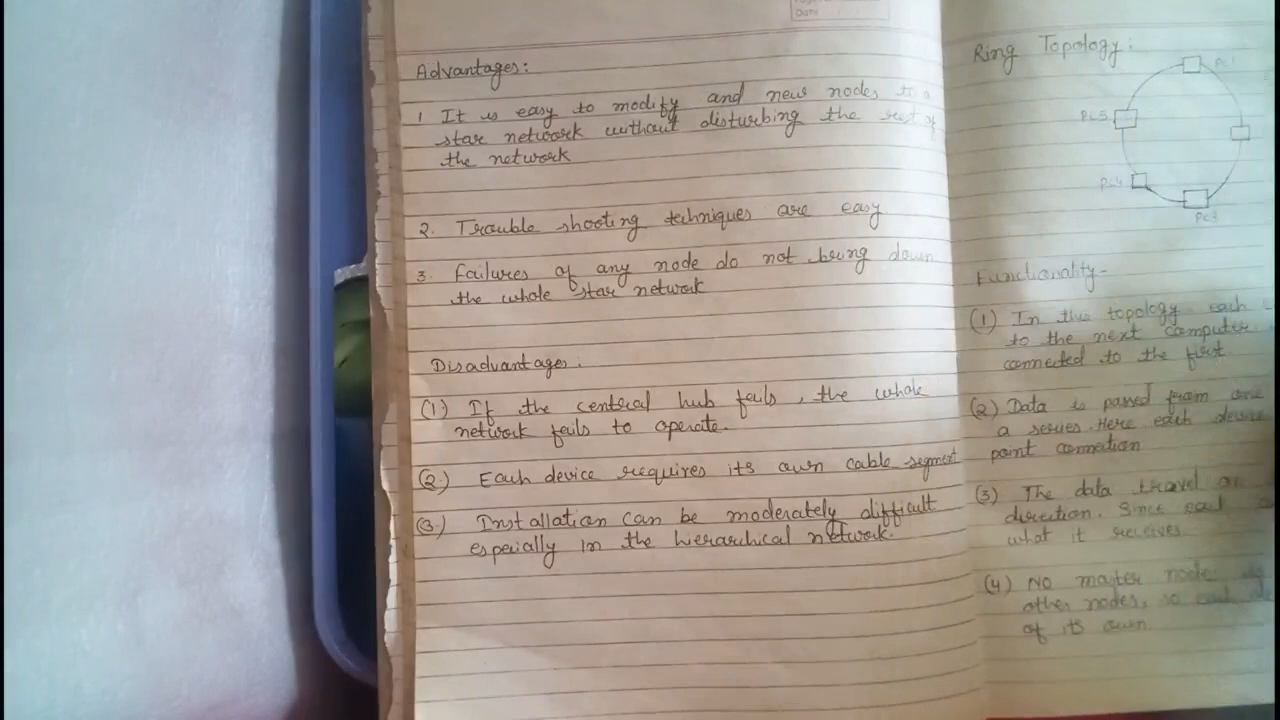 Date
Advantages:
1 It is easy to modify and new nodes to a
star network without disturbing the rest of
the network
2. Trouble shooting techniques are easy
3. Failures of any node do not bring down
the whole star network
Disadvantages:
(1) If the central hub fails, the whole
network fails to operate.
(2) Each device requires its own cable segment
(3) Installation can be moderately difficult
especially in the hierarchical network.
Ring Topology:
PC1
PC5
PC4
PC3
Functionality-
(1) In this topology each
to the next computer
connected to the first
(2) Data is passed from one
a series. Here each device
point connection
(3) The data travel
direction. Since
what it receives.
(4) No master node
other nodes, so
of its own